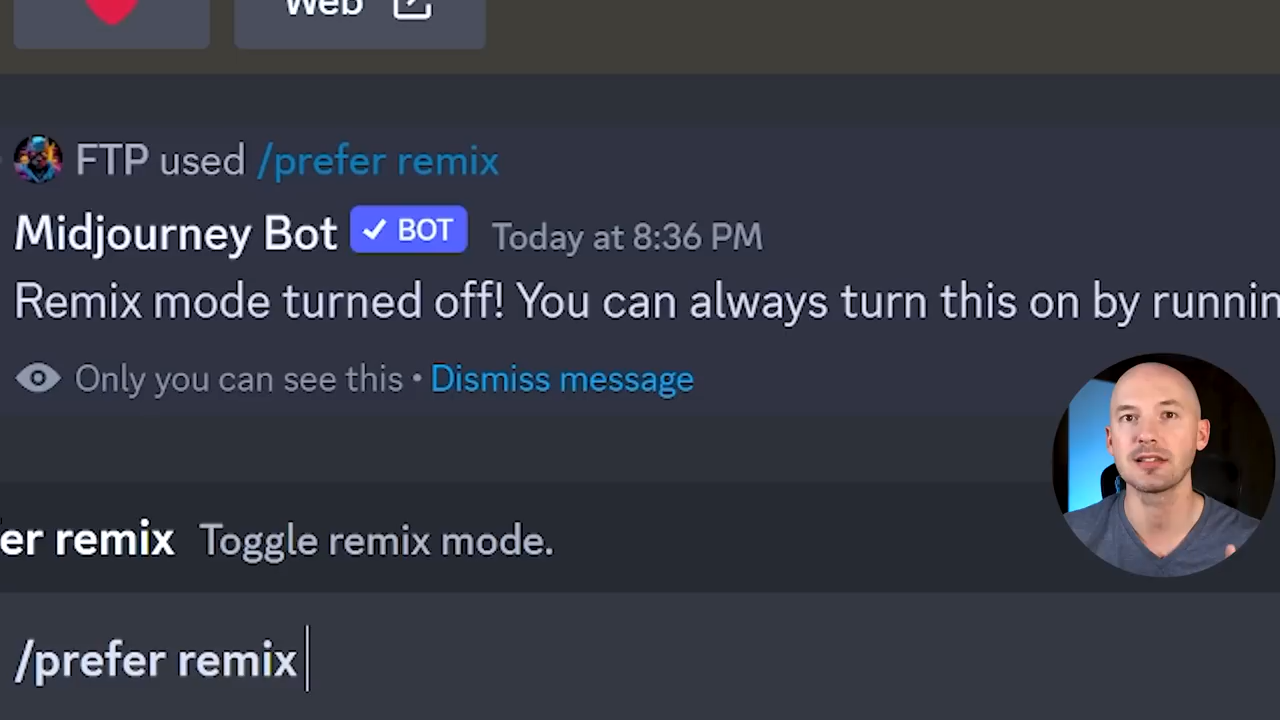 Web
FTP used /prefer remix
Midjourney Bot ✓ BOT Today at 8:36 PM
Remix mode turned off! You can always turn this on by runnin
Only you can see this • Dismiss message
er remix Toggle remix mode.
/prefer remix